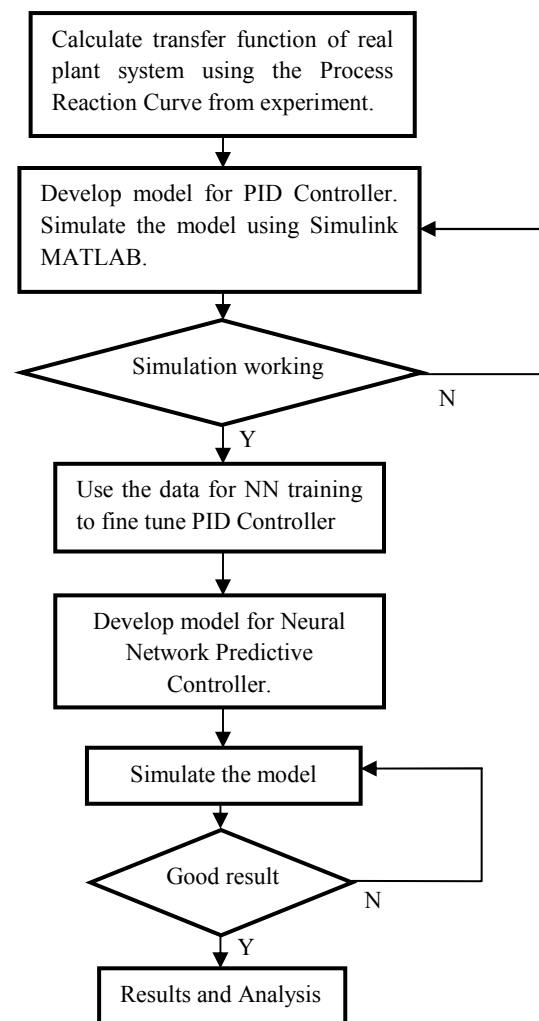 Calculate transfer function of real
plant system using the Process
Reaction Curve from experiment.
Develop model for PID Controller.
Simulate the model using Simulink
MATLAB.
Simulation working
N
Y
Use the data for NN training
to fine tune PID Controller
Develop model for Neural
Network Predictive
Controller.
Simulate the model
Good result
N
Y
Results and Analysis